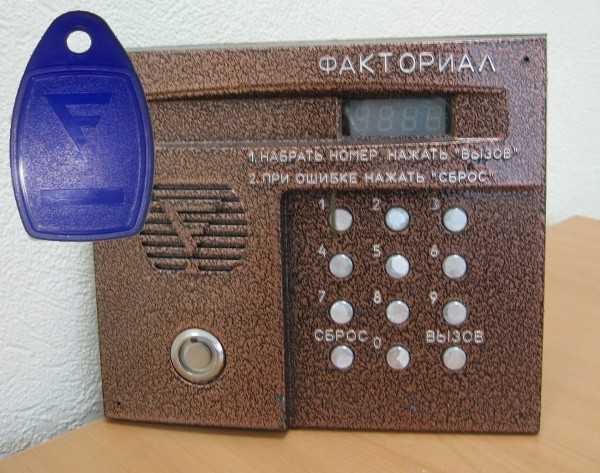 ФАКТОРИАЛ
1. НАБРАТЬ НОМЕР, НАЖАТЬ "ВЫЗОВ"
2. ПРИ ОШИБКЕ НАЖАТЬ "СБРОС"
1 2 3
4 5 6
7 8 9
СБРОС 0 ВЫЗОВ